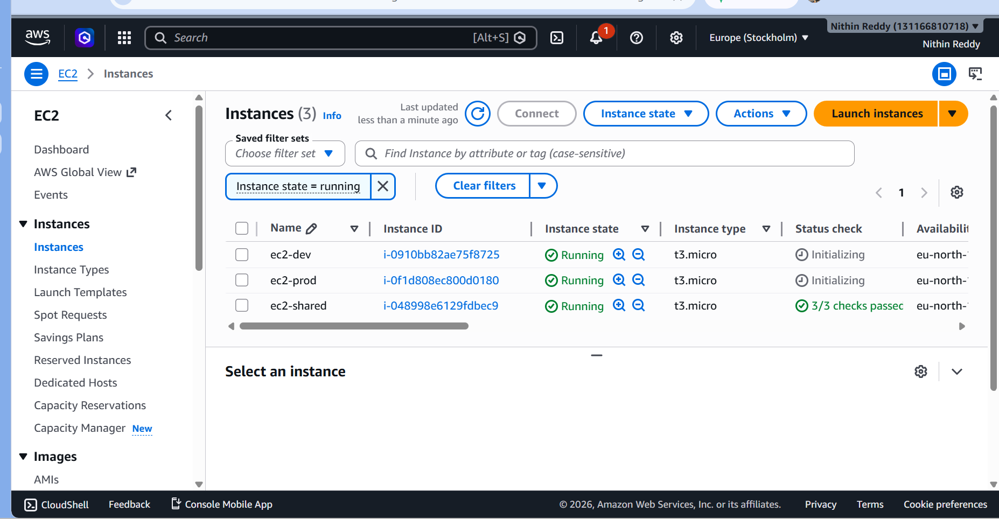 aws
Search
[Alt+S]
1
Europe (Stockholm)
Nithin Reddy (131166810718)
Nithin Reddy
EC2
Instances
EC2
Dashboard
AWS Global View
Events
Instances
Instances
Instance Types
Launch Templates
Spot Requests
Savings Plans
Reserved Instances
Dedicated Hosts
Capacity Reservations
Capacity Manager New
Images
AMIs
Instances (3) Info
Last updated
less than a minute ago
Connect
Instance state
Actions
Launch instances
Saved filter sets
Choose filter set
Find Instance by attribute or tag (case-sensitive)
Instance state = running
Clear filters
1
Name Instance ID Instance state Instance type Status check Availabilit
ec2-dev i-0910bb82ae75f8725 Running t3.micro Initializing eu-north-
ec2-prod i-0f1d808ec800d0180 Running t3.micro Initializing eu-north-
ec2-shared i-048998e6129fdbec9 Running t3.micro 3/3 checks passed eu-north-
Select an instance
CloudShell Feedback Console Mobile App © 2026, Amazon Web Services, Inc. or its affiliates. Privacy Terms Cookie preferences